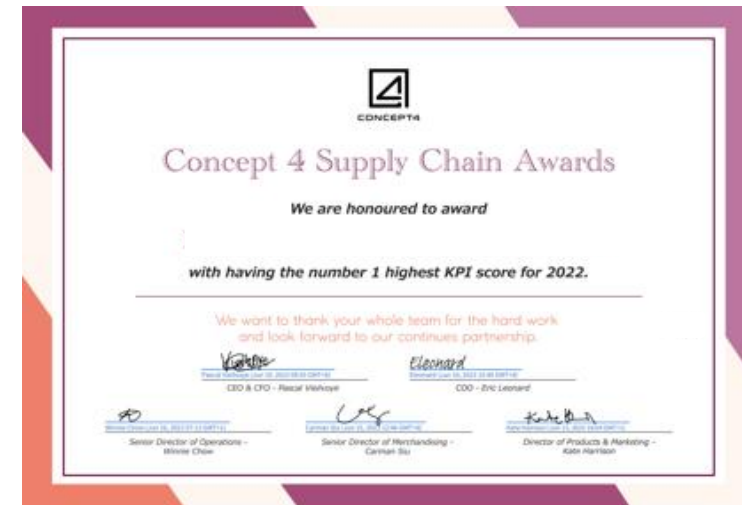 CONCEPT4
Concept 4 Supply Chain Awards
We are honoured to award
with having the number 1 highest KPI score for 2022.
We want to thank your whole team for the hard work
and look forward to our continues partnership.
Eleonard
CEO & CFO - Pascal
COO - Eric Leonard
Senior Director of Operations -
Winnie Chow
Senior Director of Merchandising -
Carman Siu
Director of Products & Marketing -
Kate Harrison